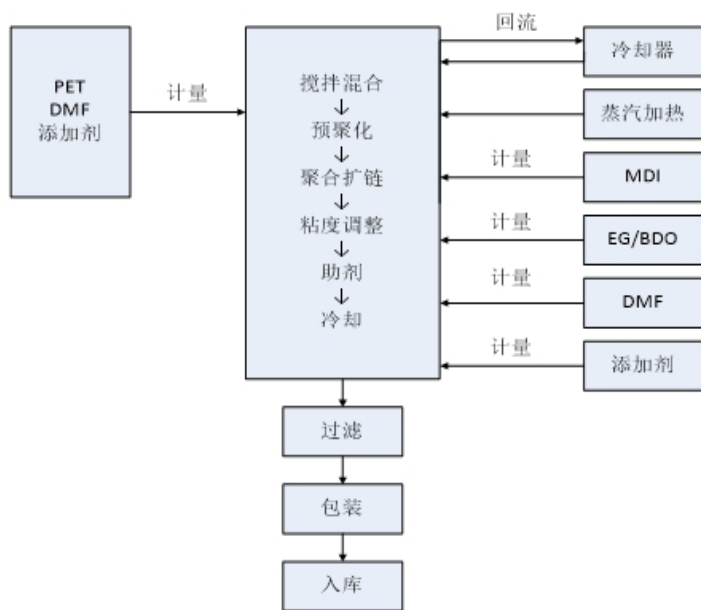 PET
DMF
添加剂
计量
搅拌混合
预聚化
聚合扩链
粘度调整
助剂
冷却
回流
冷却器
蒸汽加热
计量
MDI
计量
EG/BDO
计量
DMF
计量
添加剂
过滤
包装
入库